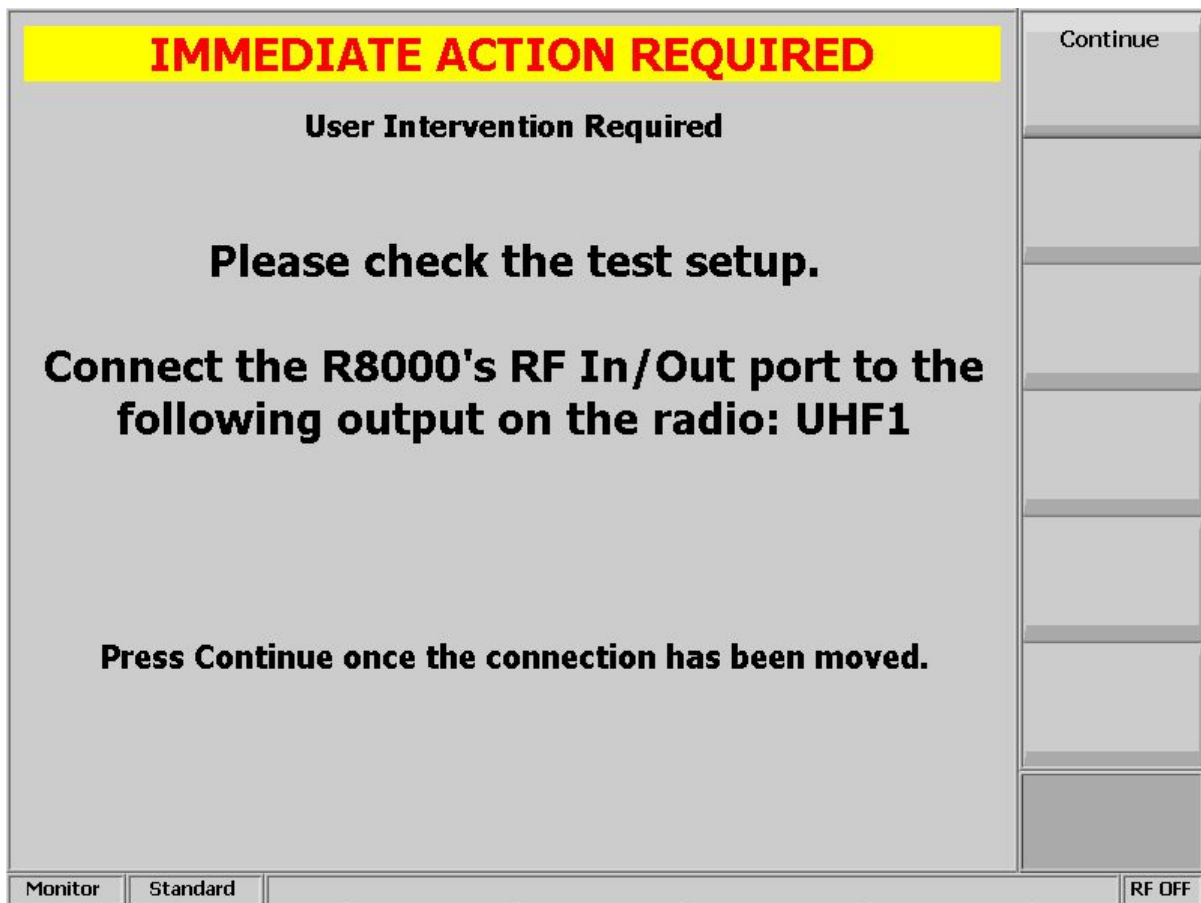 IMMEDIATE ACTION REQUIRED
User Intervention Required
Please check the test setup.
Connect the R8000's RF In/Out port to the
following output on the radio: UHF1
Press Continue once the connection has been moved.
Continue
Monitor
Standard
RF OFF